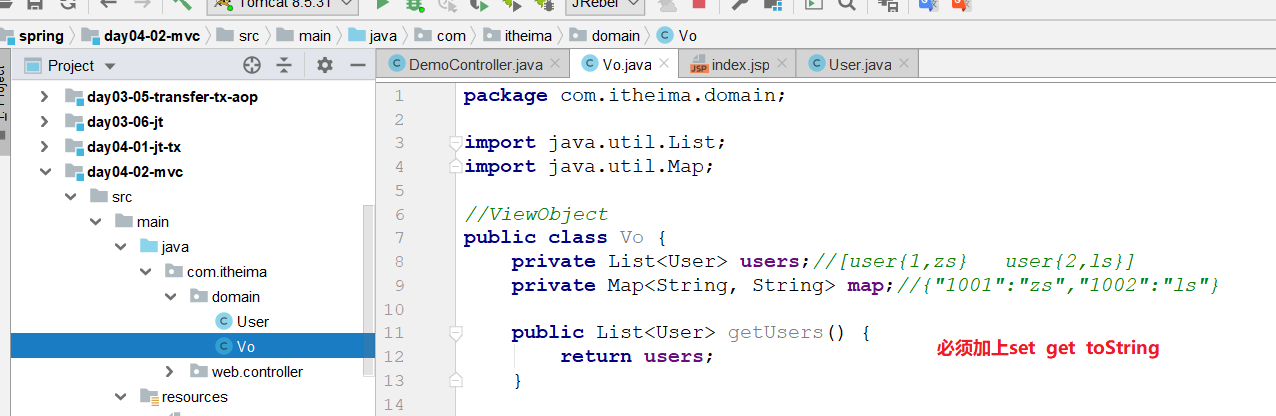 Tomcat 8.5.31
JRebel
spring day04-02-mvc src main java com itheima domain Vo
Project
DemoController.java Vo.java index.jsp User.java
day03-05-transfer-tx-aop
day03-06-jt
day04-01-jt-tx
day04-02-mvc
src
main
java
com.itheima
domain
User
Vo
web.controller
resources
1 package com.itheima.domain;
2
3 import java.util.List;
4 import java.util.Map;
5
6 //ViewObject
7 public class Vo {
8 private List<User> users;//[user{1,zs} user{2,ls}]
9 private Map<String, String> map;//{"1001":"zs","1002":"ls"}
10
11 public List<User> getUsers() {
12 return users;
13 }
14
必须加上set get toString